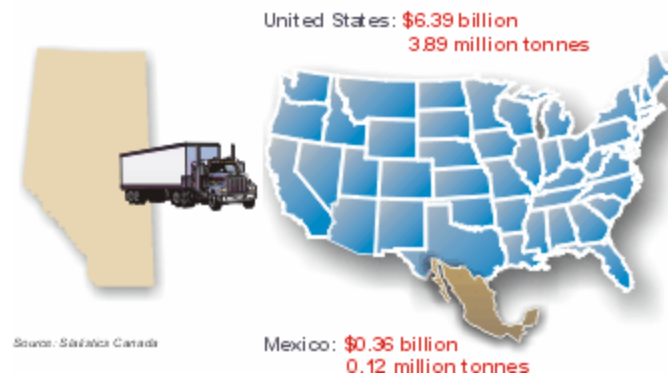 United States: $6.39 billion
3.89 million tonnes
Source: Statistics Canada
Mexico: $0.36 billion
0.12 million tonnes